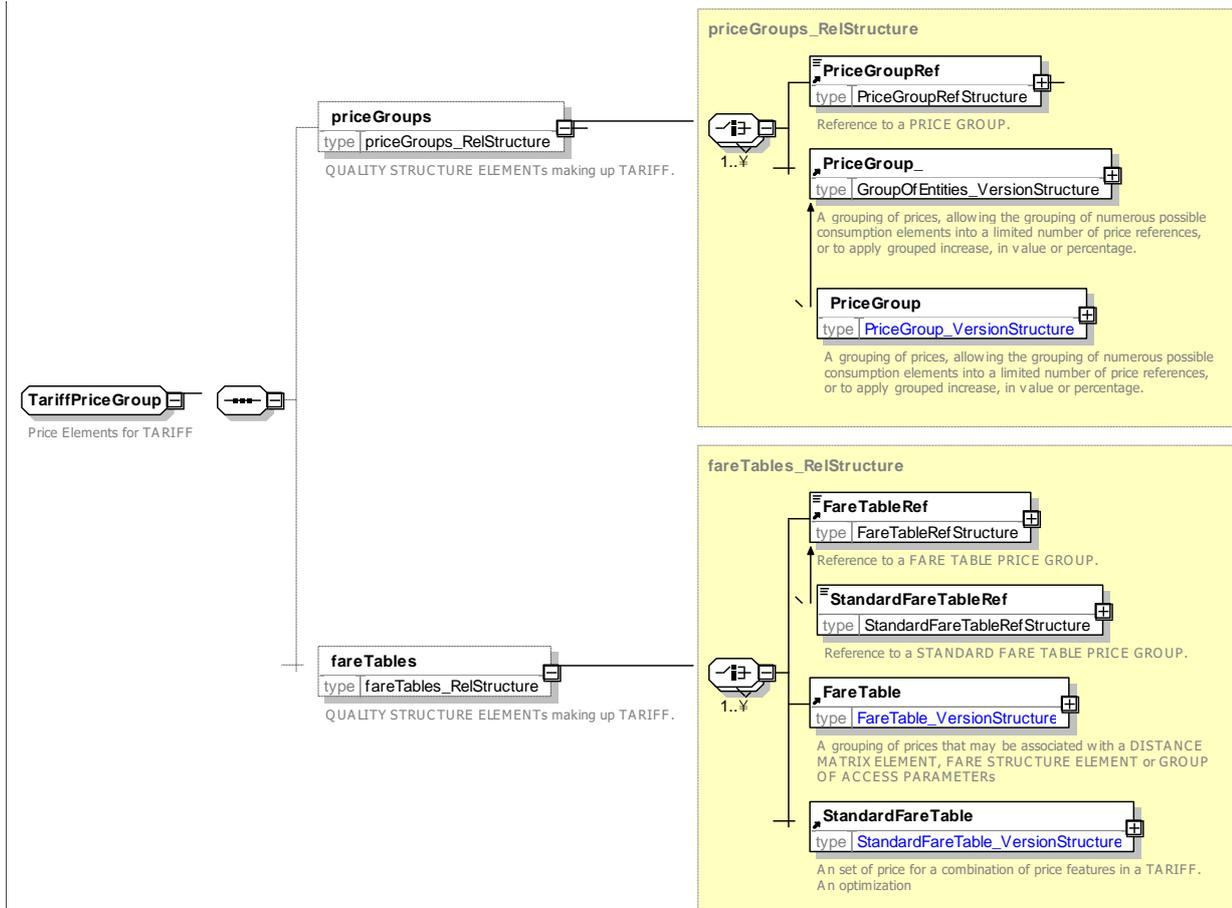 priceGroups_RelStructure
PriceGroupRef
type PriceGroupRefStructure
Reference to a PRICE GROUP.
priceGroups
type priceGroups_RelStructure
QUALITY STRUCTURE ELEMENTs making up TARIFF.
1..¥
PriceGroup_
type GroupOfEntities_VersionStructure
A grouping of prices, allowing the grouping of numerous possible
consumption elements into a limited number of price references,
or to apply grouped increase, in value or percentage.
PriceGroup
type PriceGroup_VersionStructure
A grouping of prices, allowing the grouping of numerous possible
consumption elements into a limited number of price references,
or to apply grouped increase, in value or percentage.
TariffPriceGroup
Price Elements for TARIFF
fareTables_RelStructure
FareTableRef
type FareTableRefStructure
Reference to a FARE TABLE PRICE GROUP.
StandardFareTableRef
type StandardFareTableRefStructure
Reference to a STANDARD FARE TABLE PRICE GROUP.
fareTables
type fareTables_RelStructure
QUALITY STRUCTURE ELEMENTs making up TARIFF.
1..¥
FareTable
type FareTable_VersionStructure
A grouping of prices that may be associated with a DISTANCE
MATRIX ELEMENT, FARE STRUCTURE ELEMENT or GROUP
OF ACCESS PARAMETERs
StandardFareTable
type StandardFareTable_VersionStructure
An set of price for a combination of price features in a TARIFF.
An optimization